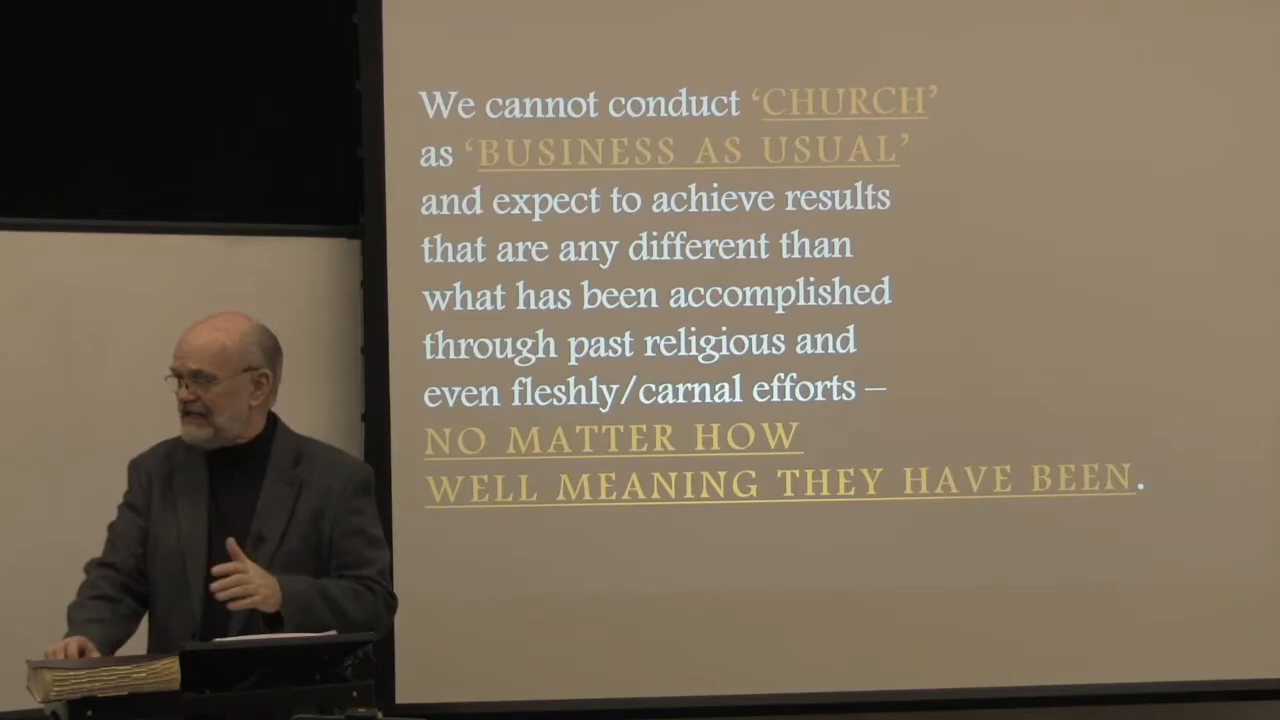 We cannot conduct ‘CHURCH’
as ‘BUSINESS AS USUAL’
and expect to achieve results
that are any different than
what has been accomplished
through past religious and
even fleshly/carnal efforts –
NO MATTER HOW
WELL MEANING THEY HAVE BEEN.